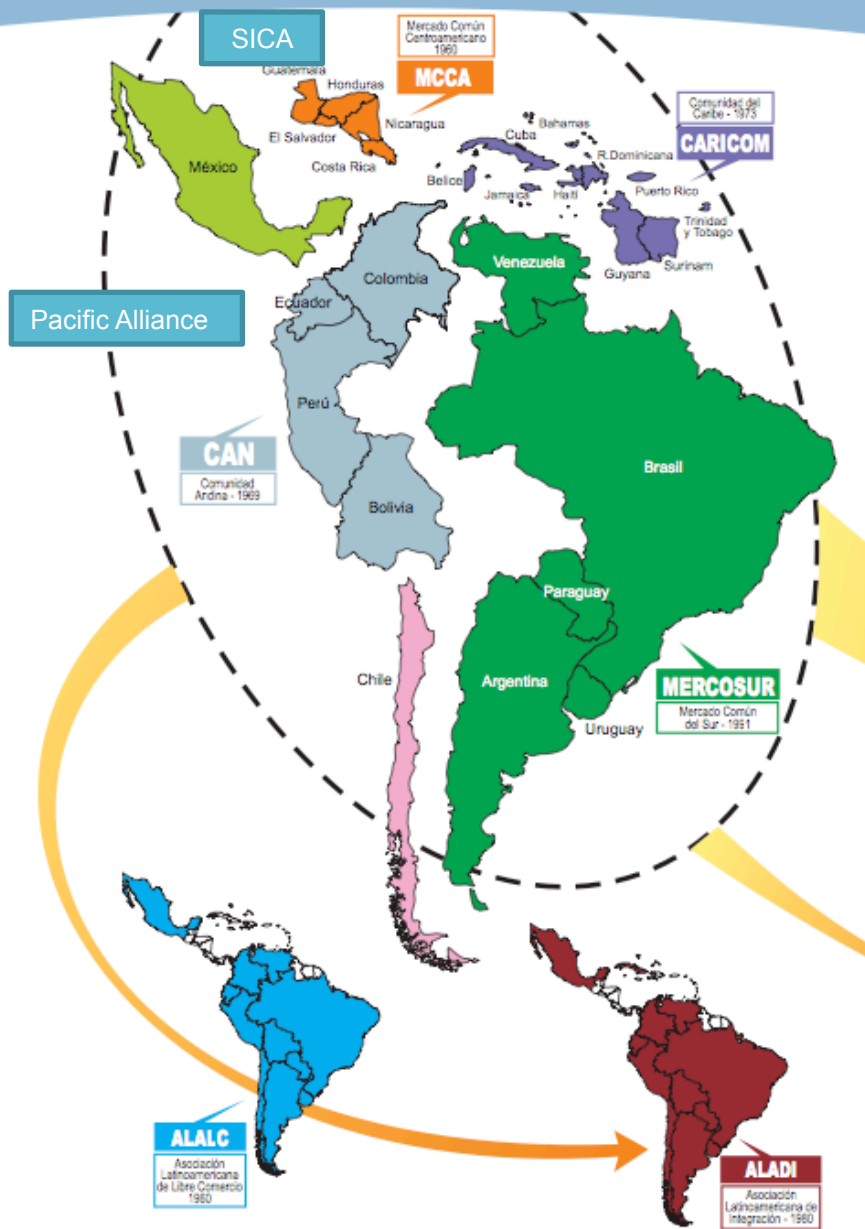 SICA
Mercado Común
Centroamericano
1960
MCCA
Guatemala
Honduras
El Salvador
Nicaragua
Costa Rica
México
Comunidad del
Caribe - 1973
CARICOM
Bahamas
Cuba
R.Dominicana
Belice
Jamaica
Haití
Puerto Rico
Trinidad
y Tobago
Guyana
Surinam
Venezuela
Colombia
Ecuador
Pacific Alliance
Perú
CAN
Comunidad
Andina - 1969
Brasil
Bolivia
Paraguay
Chile
Argentina
MERCOSUR
Mercado Común
del Sur - 1991
Uruguay
ALALC
Asociación
Latinoamericana
de Libre Comercio
1960
ALADI
Asociación
Latinoamericana de
Integración - 1980